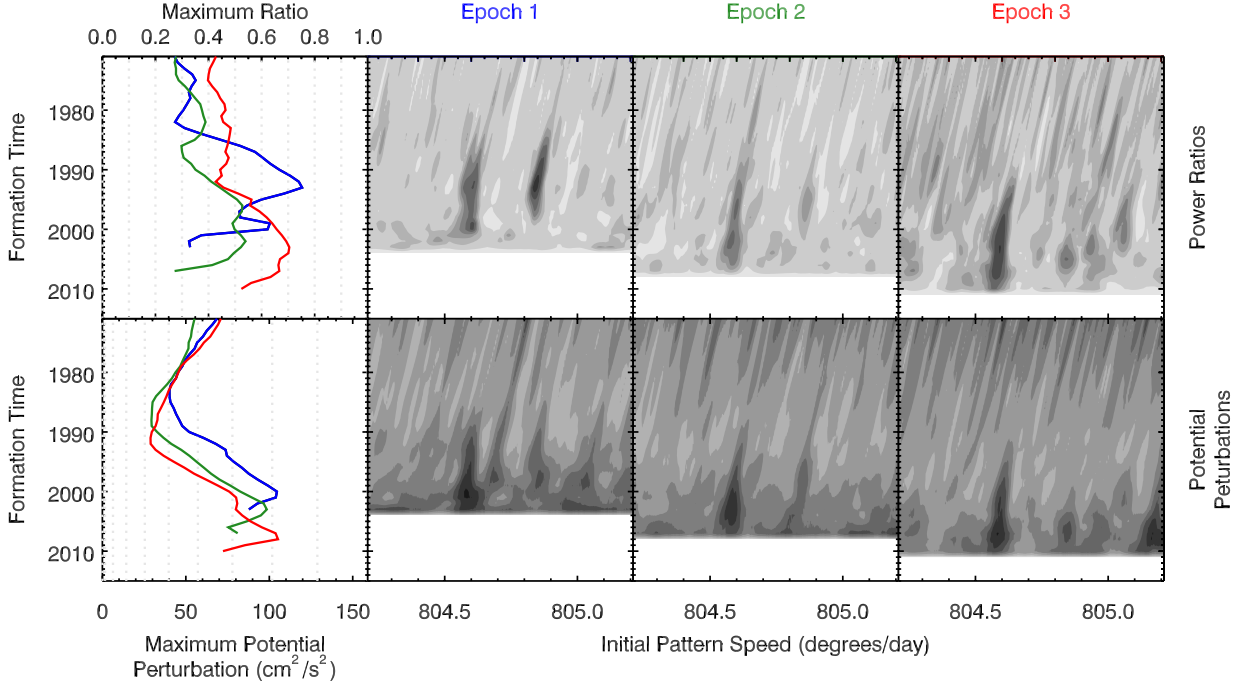 Maximum Ratio
Epoch 1
Epoch 2
Epoch 3
0.0 0.2 0.4 0.6 0.8 1.0
Formation Time
1980
1990
2000
2010
Power Ratios
Formation Time
1980
1990
2000
2010
Potential
Peturbations
0 50 100 150
804.5 805.0
804.5 805.0
804.5 805.0
Maximum Potential
Perturbation (cm²/s²)
Initial Pattern Speed (degrees/day)